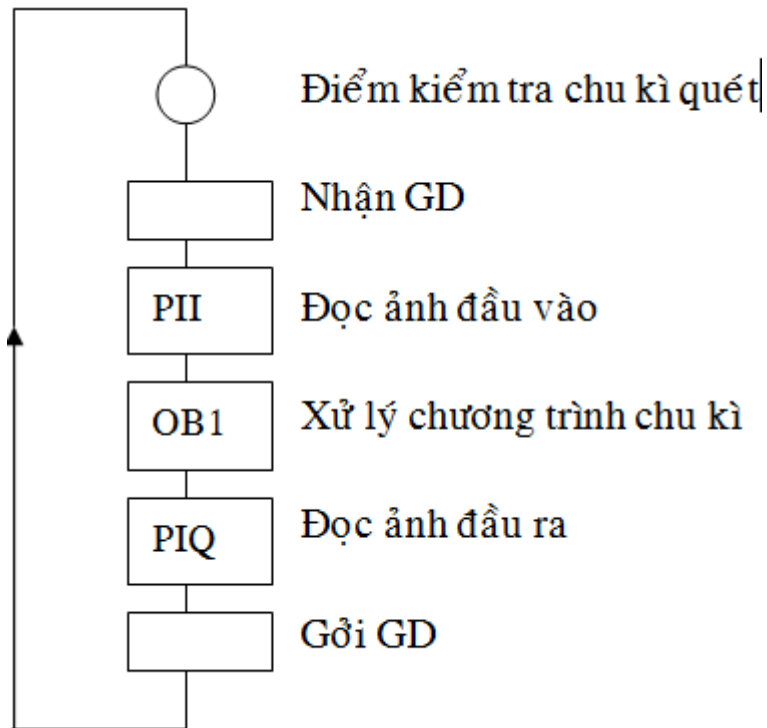 Điểm kiểm tra chu kì quét
Nhận GD
PII Đọc ảnh đầu vào
OB1 Xử lý chương trình chu kì
PIQ Đọc ảnh đầu ra
Gởi GD